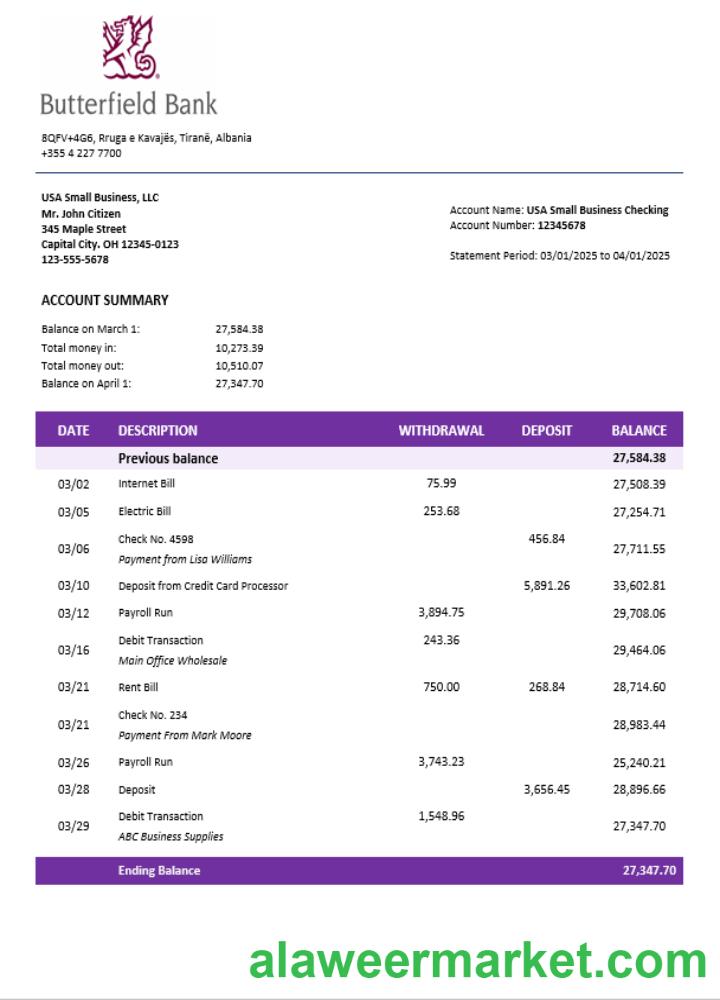 Butterfield Bank
8QFV+4G6, Rruga e Kavajës, Tiranë, Albania
+355 4 227 7700
USA Small Business, LLC
Mr. John Citizen
345 Maple Street
Capital City. OH 12345-0123
123-555-5678
Account Name: USA Small Business Checking
Account Number: 12345678
Statement Period: 03/01/2025 to 04/01/2025
ACCOUNT SUMMARY
Balance on March 1: 27,584.38
Total money in: 10,273.39
Total money out: 10,510.07
Balance on April 1: 27,347.70
DATE DESCRIPTION WITHDRAWAL DEPOSIT BALANCE
Previous balance 27,584.38
03/02 Internet Bill 75.99 27,508.39
03/05 Electric Bill 253.68 27,254.71
03/06 Check No. 4598 456.84 27,711.55
Payment from Lisa Williams
03/10 Deposit from Credit Card Processor 5,891.26 33,602.81
03/12 Payroll Run 3,894.75 29,708.06
03/16 Debit Transaction 243.36 29,464.06
Main Office Wholesale
03/21 Rent Bill 750.00 268.84 28,714.60
03/21 Check No. 234 28,983.44
Payment From Mark Moore
03/26 Payroll Run 3,743.23 25,240.21
03/28 Deposit 3,656.45 28,896.66
03/29 Debit Transaction 1,548.96 27,347.70
ABC Business Supplies
Ending Balance 27,347.70
alaweermarket.com